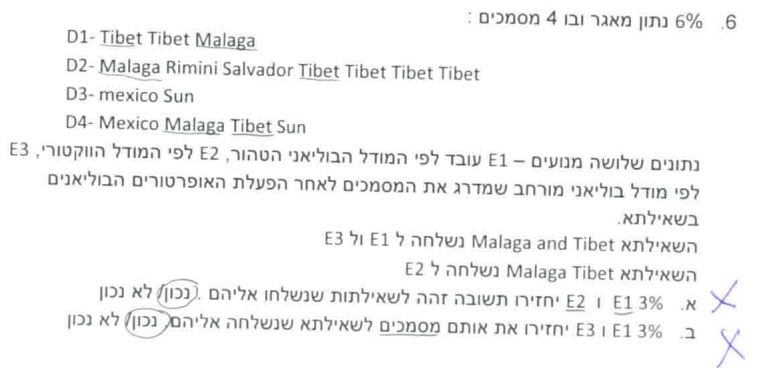 6. 6% נתון מאגר ובו 4 מסמכים :
D1- Tibet Tibet Malaga
D2- Malaga Rimini Salvador Tibet Tibet Tibet Tibet
D3- mexico Sun
D4- Mexico Malaga Tibet Sun
נתונים שלושה מנועים – E1 עובד לפי המודל הבוליאני הטהור, E2 לפי המודל הווקטורי, E3
לפי מודל בוליאני מורחב שמדרג את המסמכים לאחר הפעלת האופרטורים הבוליאנים
בשאילתא.
השאילתא Malaga and Tibet נשלחה ל E1 ול E3
השאילתא Malaga Tibet נשלחה ל E2
א. 3% E1 ו E2 יחזירו תשובה זהה לשאילתות שנשלחו אליהם .נכון/ לא נכון
ב. 3% E1 ו E3 יחזירו את אותם מסמכים לשאילתא שנשלחה אליהם, נכון/ לא נכון